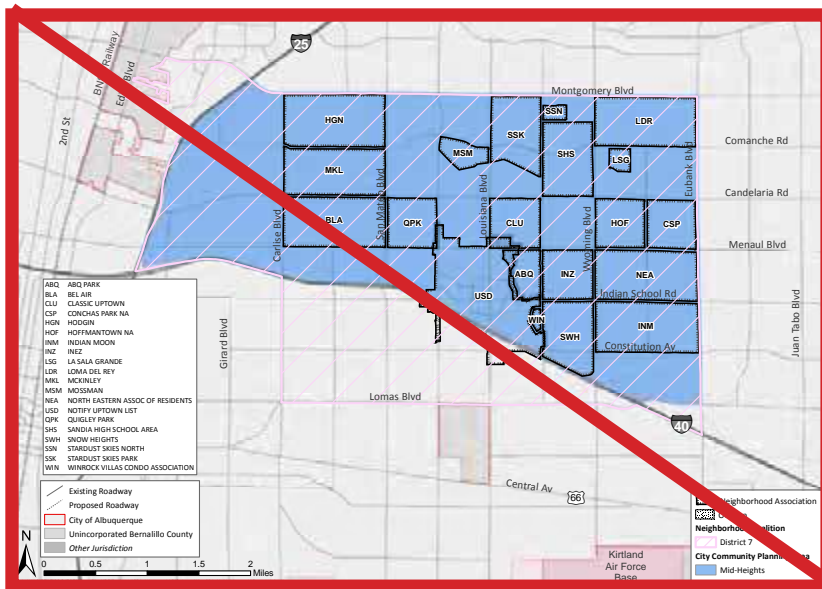 25
BN Railway
Ed Blvd
2nd St
Montgomery Blvd
HGN
SSK
SSN
LDR
Comanche Rd
MSM
SHS
LSG
MKL
Eubank Blvd
Candelaria Rd
San Mateo Blvd
Louisiana Blvd
Carlise Blvd
BLA
QPK
CLU
Wyoming Blvd
HOF
CSP
Menaul Blvd
ABQ
INZ
NEA
Indian School Rd
USD
WIN
SWH
INM
Constitution Av
Girard Blvd
Juan Tabo Blvd
Lomas Blvd
40
Central Av
66
ABQ ABQ PARK
BLA BEL AIR
CLU CLASSIC UPTOWN
CSP CONCHAS PARK NA
HGN HODGIN
HOF HOFFMANTOWN NA
INM INDIAN MOON
INZ INEZ
LSG LA SALA GRANDE
LDR LOMA DEL REY
MKL MCKINLEY
MSM MOSSMAN
NEA NORTH EASTERN ASSOC OF RESIDENTS
USD NOTIFY UPTOWN LIST
QPK QUIGLEY PARK
SHS SANDIA HIGH SCHOOL AREA
SWH SNOW HEIGHTS
SSN STARDUST SKIES NORTH
SSK STARDUST SKIES PARK
WIN WINROCK VILLAS CONDO ASSOCIATION
Existing Roadway
Proposed Roadway
City of Albuquerque
Unincorporated Bernalillo County
Other Jurisdiction
N
0 0.5 1 1.5 2
Miles
Kirtland
Air Force
Base
Neighborhood Association
Neighborhood
District 7
City Community Planning
Mid-Heights